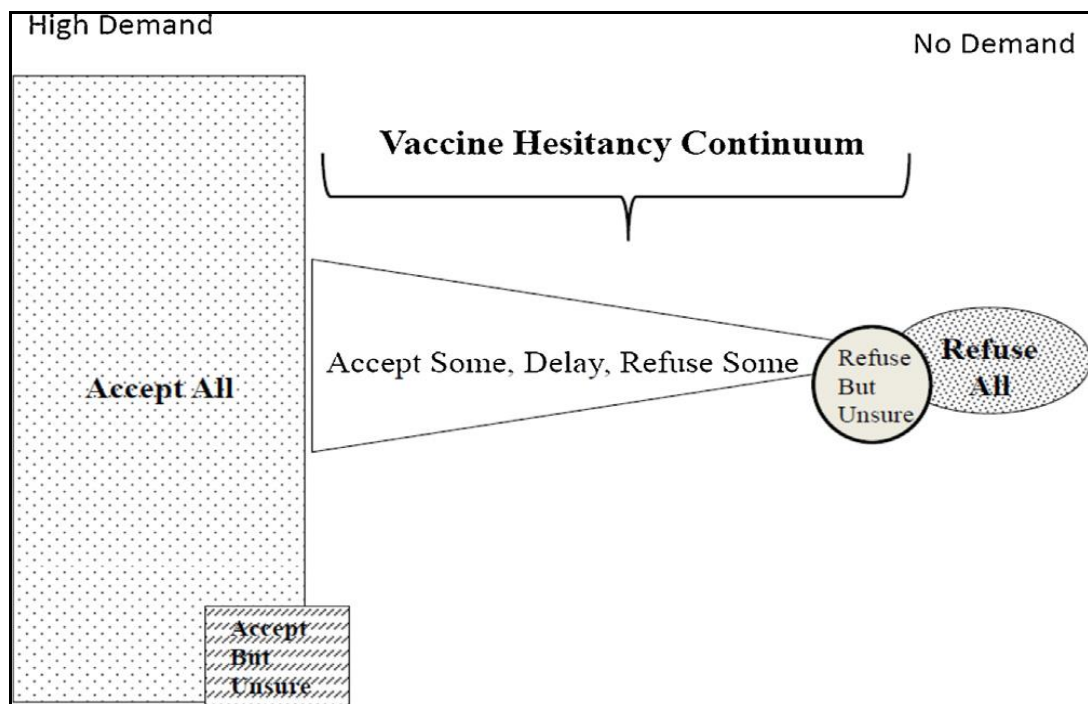 High Demand
No Demand
Vaccine Hesitancy Continuum
Accept All
Accept Some, Delay, Refuse Some
Refuse
But
Unsure
Refuse
All
Accept
But
Unsure